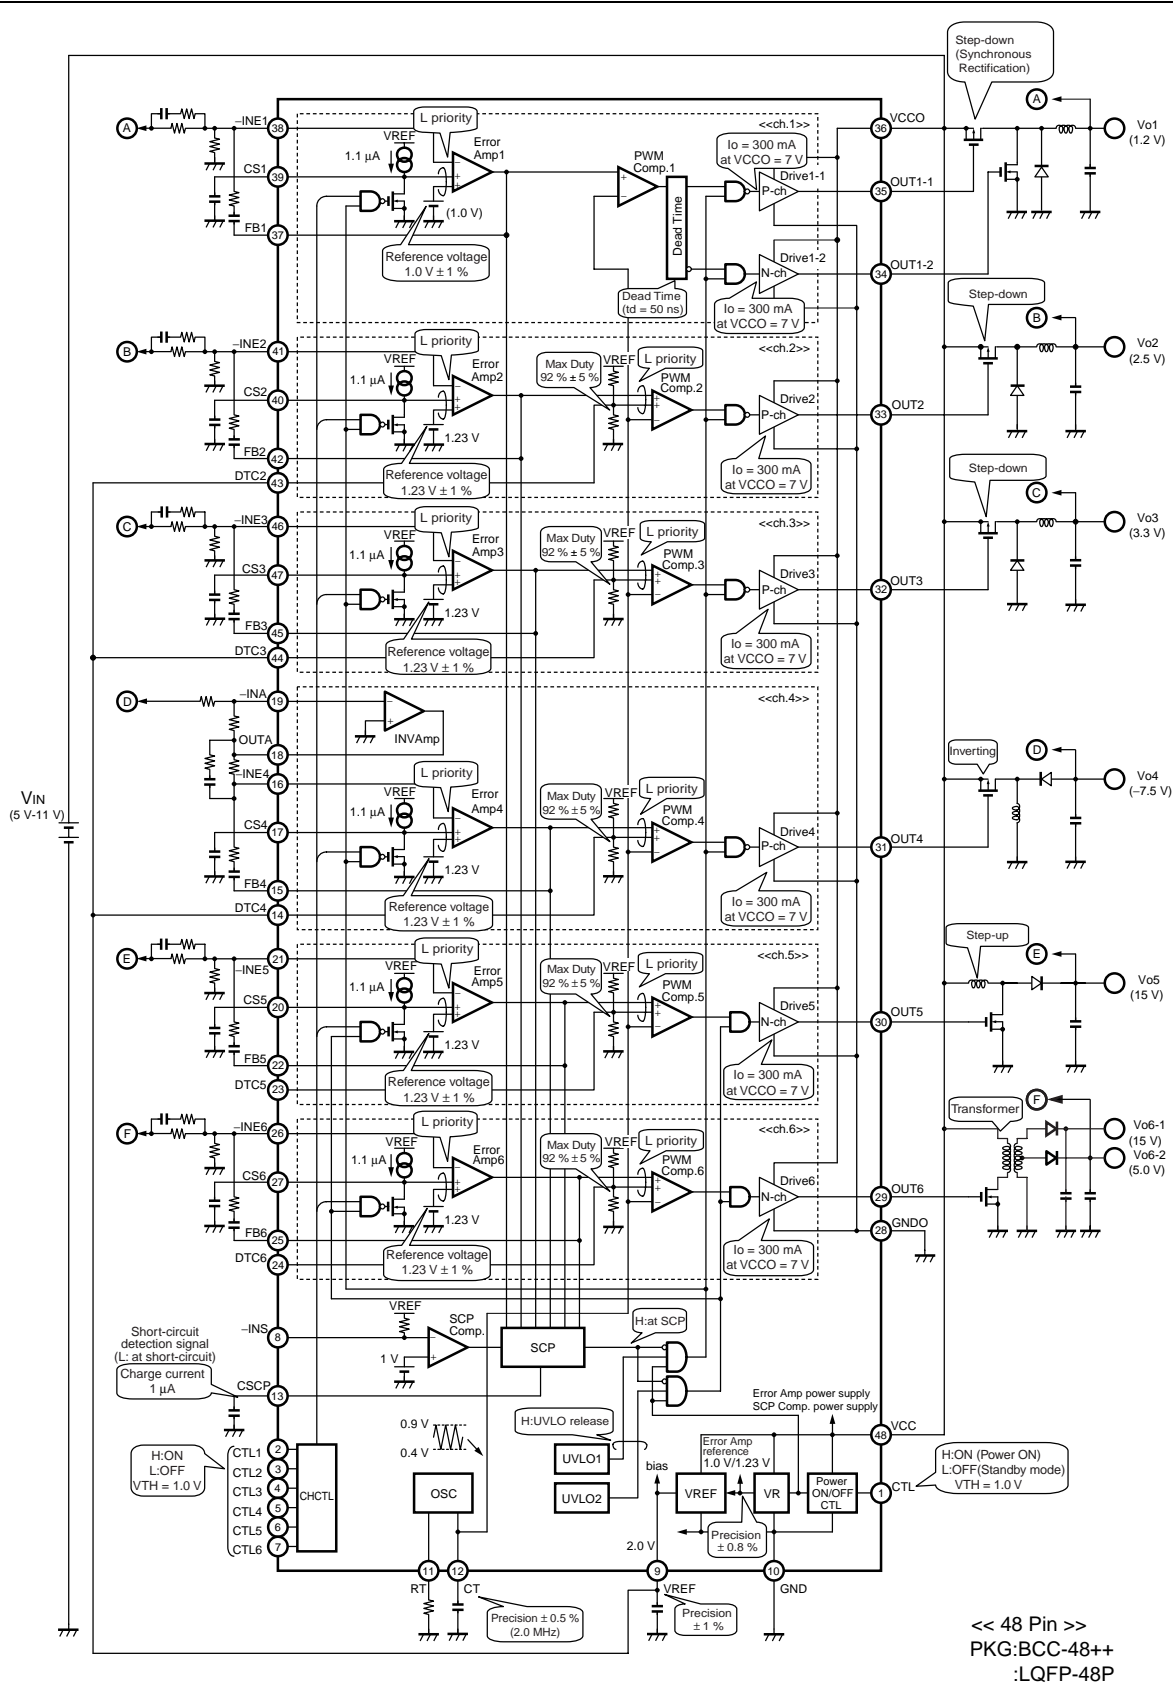 Step-down
(Synchronous
Rectification)
A
A
–INE1
38
L priority
<<ch.1>>
36
VCCO
Vo1
(1.2 V)
VREF
1.1 µA
Error
Amp1
Io = 300 mA
at VCCO = 7 V
PWM
Comp.1
Drive1-1
CS1
39
P-ch
35
OUT1-1
(1.0 V)
Dead Time
FB1
37
Reference voltage
1.0 V ± 1 %
Drive1-2
N-ch
34
OUT1-2
Dead Time
(td = 50 ns)
Io = 300 mA
at VCCO = 7 V
Step-down
B
B
–INE2
41
L priority
<<ch.2>>
Vo2
(2.5 V)
VREF
1.1 µA
Error
Amp2
Max Duty
92 % ± 5 %
VREF
L priority
PWM
Comp.2
CS2
40
Drive2
P-ch
33
OUT2
1.23 V
FB2
42
Reference voltage
1.23 V ± 1 %
Io = 300 mA
at VCCO = 7 V
DTC2
43
Step-down
C
C
–INE3
46
L priority
<<ch.3>>
Vo3
(3.3 V)
VREF
1.1 µA
Error
Amp3
Max Duty
92 % ± 5 %
VREF
L priority
PWM
Comp.3
CS3
47
Drive3
P-ch
32
OUT3
1.23 V
FB3
45
Reference voltage
1.23 V ± 1 %
Io = 300 mA
at VCCO = 7 V
DTC3
44
D
–INA
19
<<ch.4>>
INVAmp
OUTA
18
Inverting
D
–INE4
16
L priority
Vo4
(–7.5 V)
VIN
(5 V-11 V)
VREF
1.1 µA
Error
Amp4
Max Duty
92 % ± 5 %
VREF
L priority
PWM
Comp.4
CS4
17
Drive4
P-ch
31
OUT4
1.23 V
FB4
15
Reference voltage
1.23 V ± 1 %
Io = 300 mA
at VCCO = 7 V
DTC4
14
Step-up
E
E
21
–INE5
L priority
<<ch.5>>
Vo5
(15 V)
VREF
1.1 µA
Error
Amp5
Max Duty
92 % ± 5 %
VREF
L priority
PWM
Comp.5
CS5
20
Drive5
N-ch
30
OUT5
1.23 V
FB5
22
Reference voltage
1.23 V ± 1 %
Io = 300 mA
at VCCO = 7 V
DTC5
23
Transformer
F
F
–INE6
26
L priority
<<ch.6>>
Vo6-1
(15 V)
Vo6-2
(5.0 V)
VREF
1.1 µA
Error
Amp6
Max Duty
92 % ± 5 %
VREF
L priority
PWM
Comp.6
CS6
27
Drive6
N-ch
29
OUT6
1.23 V
FB6
25
28
GNDO
Reference voltage
1.23 V ± 1 %
Io = 300 mA
at VCCO = 7 V
DTC6
24
VREF
SCP
Comp.
H:at SCP
–INS
8
SCP
Short-circuit
detection signal
(L: at short-circuit)
1 V
Charge current
1 µA
CSCP
13
Error Amp power supply
SCP Comp. power supply
H:UVLO release
0.9 V
0.4 V
48
VCC
H:ON
L:OFF
VTH = 1.0 V
CTL1
2
CTL2
3
CTL3
4
CTL4
5
CTL5
6
CTL6
7
CHCTL
OSC
UVLO1
UVLO2
bias
Error Amp
reference
1.0 V/1.23 V
VREF
VR
Power
ON/OFF
CTL
1
CTL
H:ON (Power ON)
L:OFF(Standby mode)
VTH = 1.0 V
2.0 V
Precision
± 0.8 %
11
12
9
10
RT
CT
VREF
GND
Precision ± 0.5 %
(2.0 MHz)
Precision
± 1 %
<< 48 Pin >>
PKG:BCC-48++
:LQFP-48P